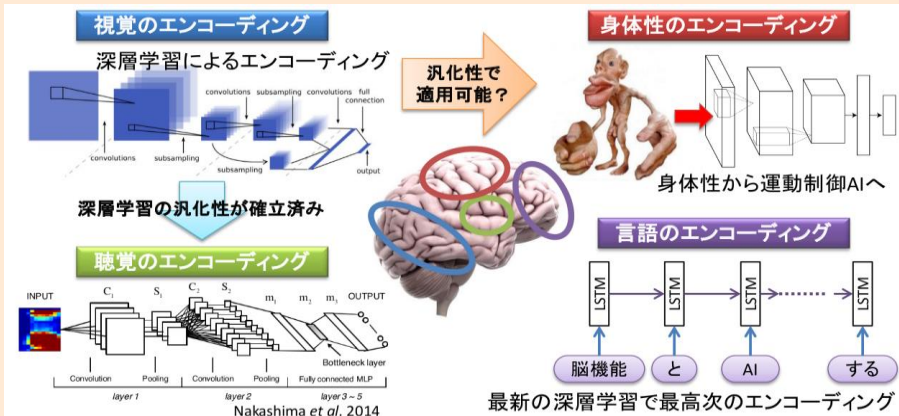 視覚のエンコーディング
深層学習によるエンコーディング
convolutions
subsampling
convolutions
full
connection
convolutions
subsampling
subsampling
output
汎化性で
適用可能？
身体性のエンコーディング
身体性から運動制御AIへ
深層学習の汎化性が確立済み
聴覚のエンコーディング
INPUT
C1
S1
C2
S2
m1
m2
m3
OUTPUT
Bottleneck layer
Convolution
Pooling
Convolution
Pooling
Fully connected MLP
layer 1
layer 2
layer 3 ~ 5
Nakashima et al. 2014
言語のエンコーディング
LSTM
LSTM
LSTM
LSTM
脳機能
と
AI
する
最新の深層学習で最高次のエンコーディング